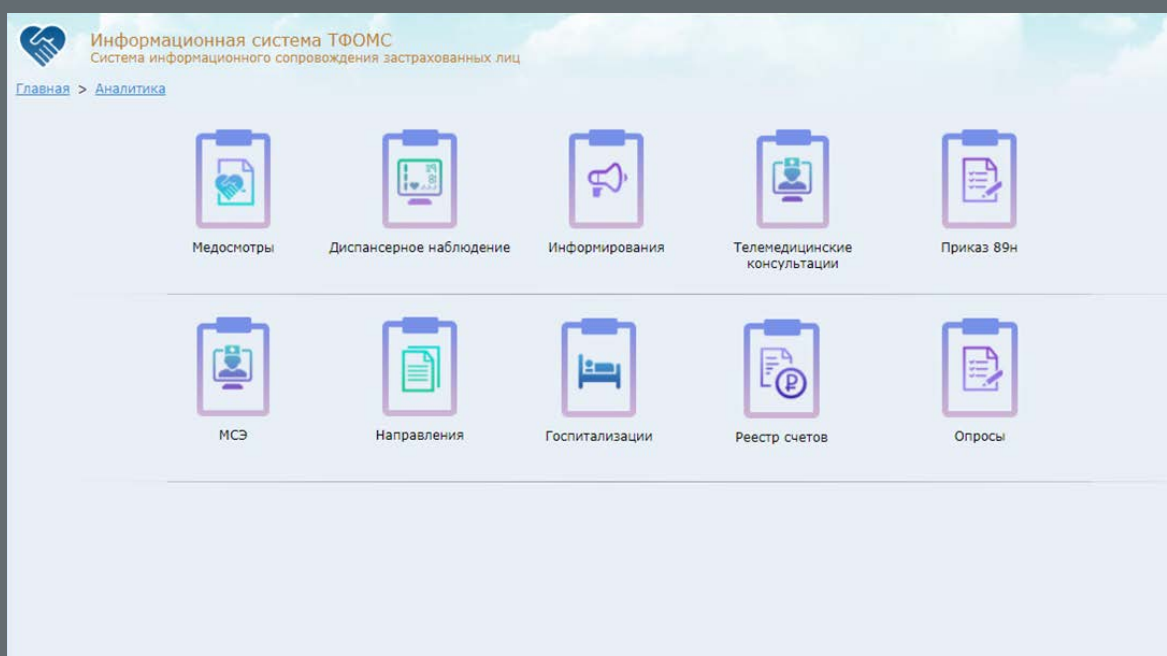 Информационная система ТФОМС
Система информационного сопровождения застрахованных лиц
Главная > Аналитика
Медосмотры
Диспансерное наблюдение
Информирования
Телемедицинские
консультации
Приказ 89н
МСЭ
Направления
Госпитализации
Реестр счетов
Опросы